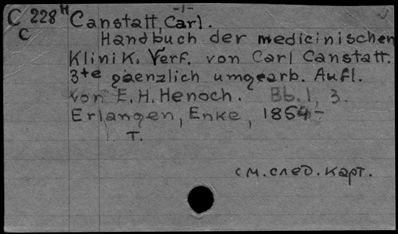 -1-
C 228 H Canstatt, Carl.
C
Handbuch der medicinischen
Klinik. Verf. von Carl Canstatt.
3te gaenzlich umgearb. Aufl.
von E. H. Henoch. Bb. 1, 3.
Erlangen, Enke, 1854-
1. T.
см. след. карт.